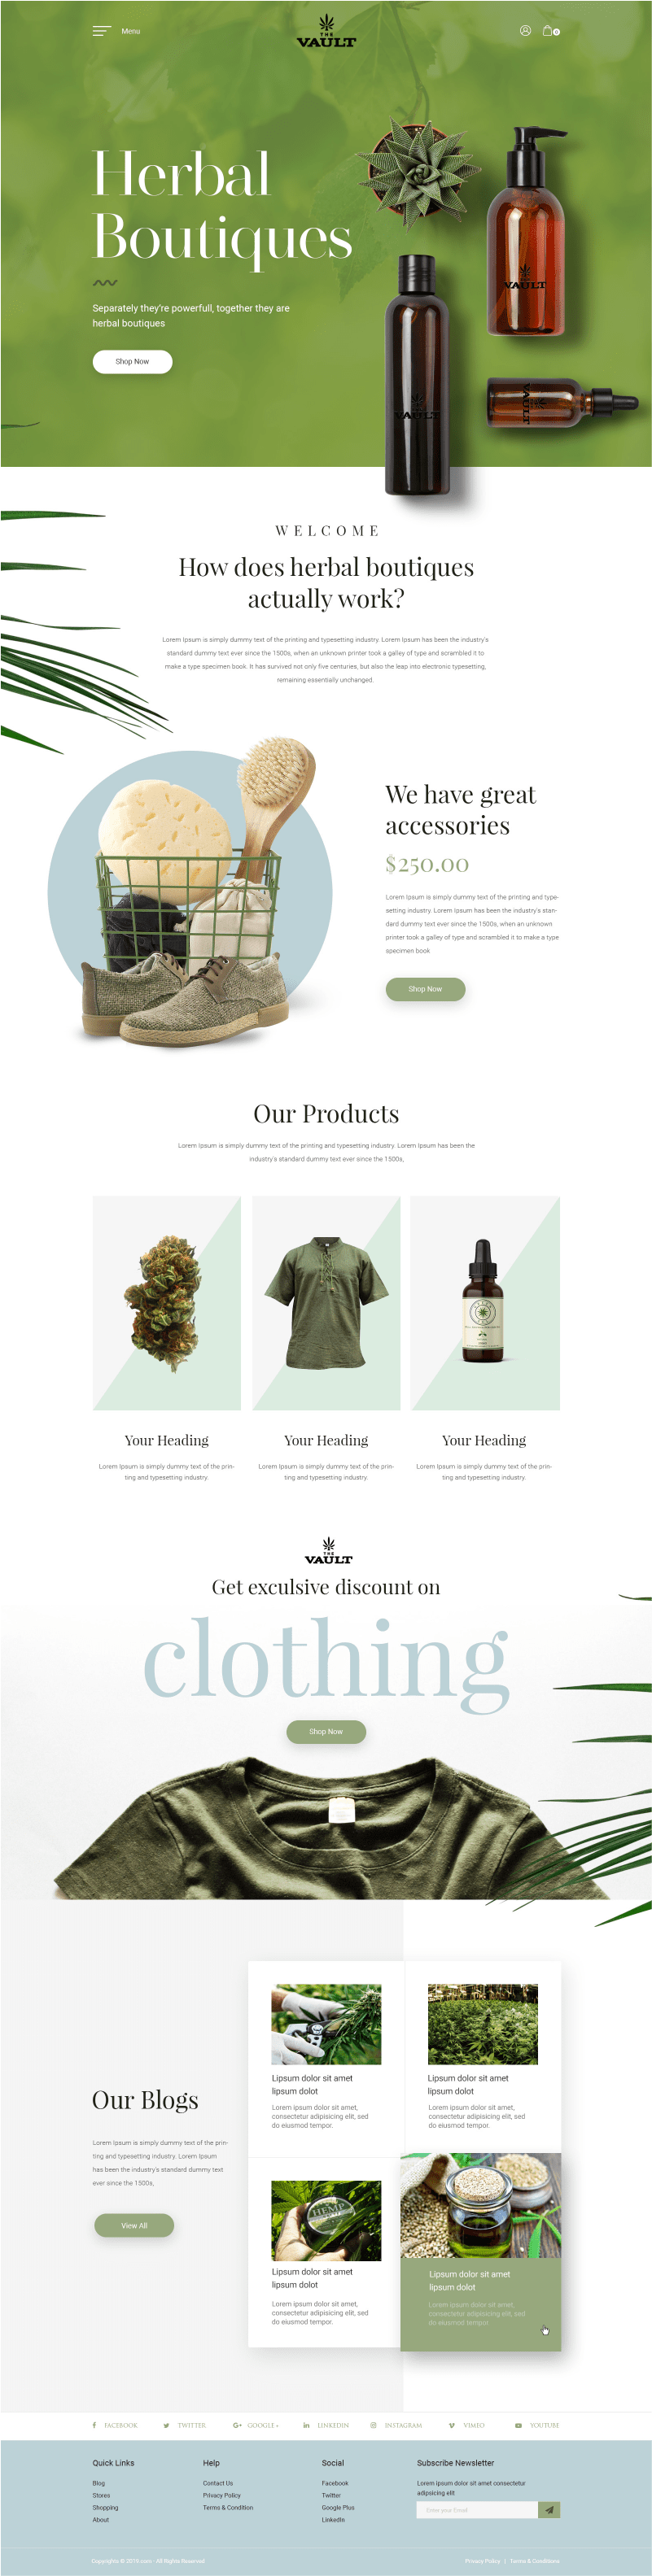 Menu
THE
VAULT
0
Herbal
Boutiques
Separately they're powerfull, together they are
herbal boutiques
Shop Now
THE
VAULT
VAULT
VAULT
WELCOME
How does herbal boutiques
actually work?
Lorem Ipsum is simply dummy text of the printing and typesetting industry. Lorem Ipsum has been the industry's
standard dummy text ever since the 1500s, when an unknown printer took a galley of type and scrambled it to
make a type specimen book. It has survived not only five centuries, but also the leap into electronic typesetting,
remaining essentially unchanged.
We have great
accessories
$250.00
Lorem Ipsum is simply dummy text of the printing and type-
setting industry. Lorem Ipsum has been the industry's stan-
dard dummy text ever since the 1500s, when an unknown
printer took a galley of type and scrambled it to make a type
specimen book
Shop Now
Our Products
Lorem Ipsum is simply dummy text of the printing and typesetting industry. Lorem Ipsum has been the
industry's standard dummy text ever since the 1500s,
Your Heading
Lorem Ipsum is simply dummy text of the prin-
ting and typesetting industry.
Your Heading
Lorem Ipsum is simply dummy text of the prin-
ting and typesetting industry.
Your Heading
Lorem Ipsum is simply dummy text of the prin-
ting and typesetting industry.
THE
VAULT
Get exculsive discount on
clothing
Shop Now
Our Blogs
Lorem Ipsum is simply dummy text of the prin-
ting and typesetting industry. Lorem Ipsum
has been the industry's standard dummy text
ever since the 1500s,
View All
Lipsum dolor sit amet
lipsum dolot
Lorem ipsum dolor sit amet,
consectetur adipisicing elit, sed
do eiusmod tempor.
Lipsum dolor sit amet
lipsum dolot
Lorem ipsum dolor sit amet,
consectetur adipisicing elit, sed
do eiusmod tempor.
HEMP
Lipsum dolor sit amet
lipsum dolot
Lorem ipsum dolor sit amet,
consectetur adipisicing elit, sed
do eiusmod tempor.
Lipsum dolor sit amet
lipsum dolot
Lorem ipsum dolor sit amet,
consectetur adipisicing elit, sed
do eiusmod tempor.
FACEBOOK
TWITTER
GOOGLE+
LINKEDIN
INSTAGRAM
VIMEO
YOUTUBE
Quick Links
Blog
Stores
Shopping
About
Help
Contact Us
Privacy Policy
Terms & Condition
Social
Facebook
Twitter
Google Plus
LinkedIn
Subscribe Newsletter
Lorem ipsum dolor sit amet consectetur
adipisicing elit
Enter your Email
Privacy Policy | Terms & Conditions